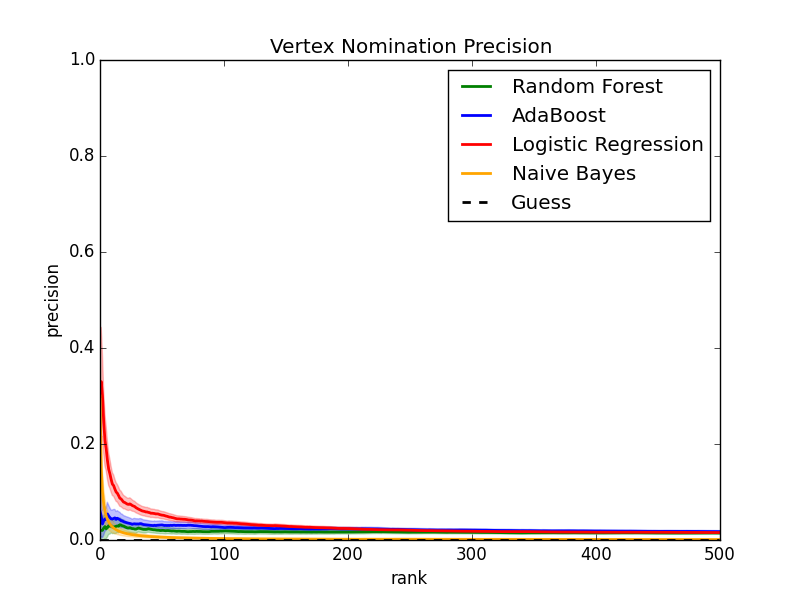 Vertex Nomination Precision
1.0
0.8
0.6
0.4
0.2
0.0
precision
Random Forest
AdaBoost
Logistic Regression
Naive Bayes
Guess
0
100
200
300
400
500
rank